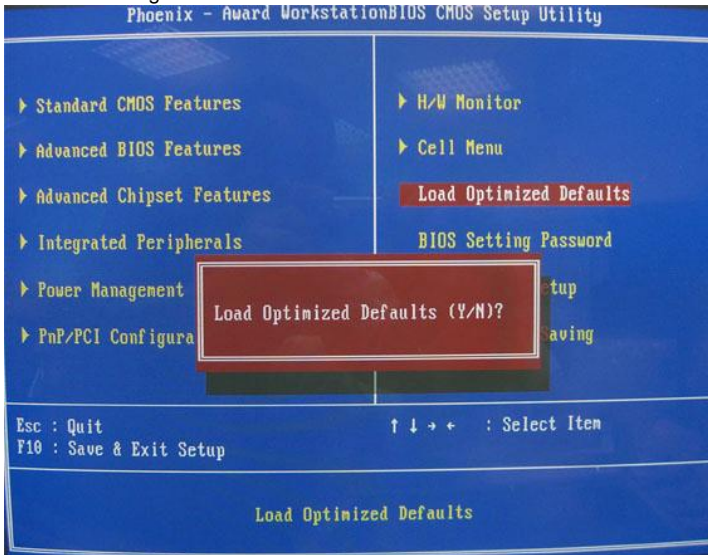 Phoenix - Award WorkstationBIOS CMOS Setup Utility
Standard CMOS Features
Advanced BIOS Features
Advanced Chipset Features
Integrated Peripherals
Power Management
PnP/PCI Configura
H/W Monitor
Cell Menu
Load Optimized Defaults
BIOS Setting Password
tup
aving
Load Optimized Defaults (Y/N)?
Esc : Quit
F10 : Save & Exit Setup
↑ ↓ → ← : Select Item
Load Optimized Defaults